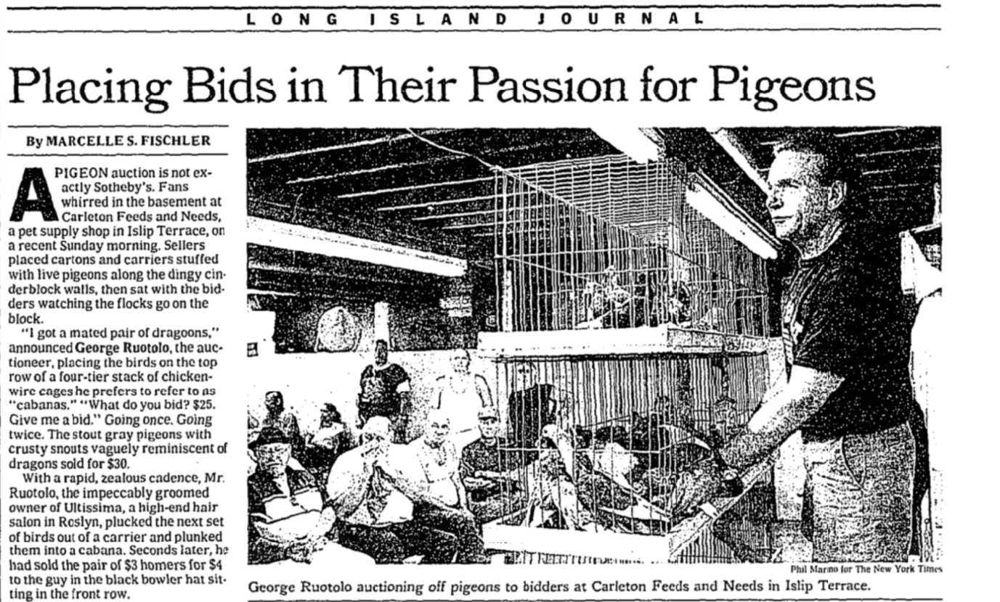 LONG ISLAND JOURNAL
Placing Bids in Their Passion for Pigeons
By MARCELLE S. FISCHLER
A PIGEON auction is not ex-
actly Sotheby's. Fans
whirred in the basement at
Carleton Feeds and Needs,
a pet supply shop in Islip Terrace, on
a recent Sunday morning. Sellers
placed cartons and carriers stuffed
with live pigeons along the dingy cin-
derblock walls, then sat with the bid-
ders watching the flocks go on the
block.
"I got a mated pair of dragoons,"
announced George Ruotolo, the auc-
tioneer, placing the birds on the top
row of a four-tier stack of chicken-
wire cages he prefers to refer to as
"cabanas." "What do you bid? $25.
Give me a bid." Going once. Going
twice. The stout gray pigeons with
crusty snouts vaguely reminiscent of
dragons sold for $30.
With a rapid, zealous cadence, Mr.
Ruotolo, the impeccably groomed
owner of Ultissima, a high-end hair
salon in Roslyn, plucked the next set
of birds out of a carrier and plunked
them into a cabana. Seconds later, he
had sold the pair of $3 homers for $4
to the guy in the black bowler hat sit-
ting in the front row.
Phil Marino for The New York Times
George Ruotolo auctioning off pigeons to bidders at Carleton Feeds and Needs in Islip Terrace.